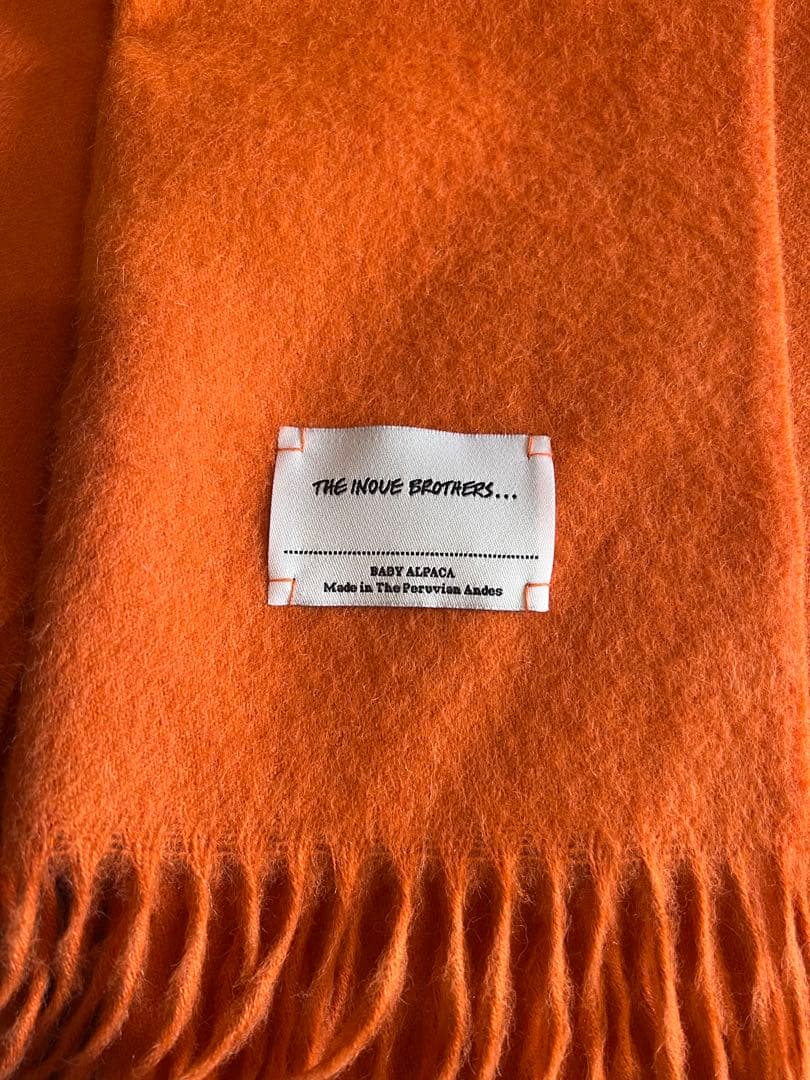 THE INOUE BROTHERS...
BABY ALPACA
Made in The Peruvian Andes